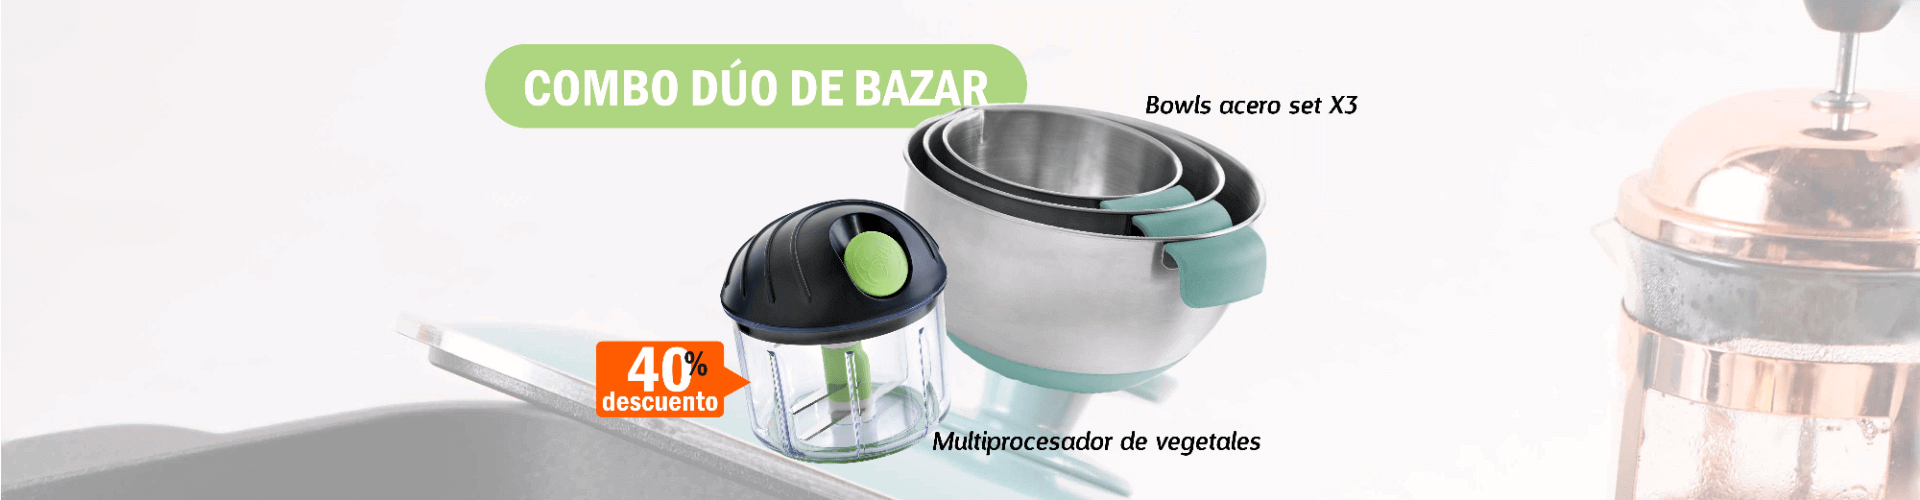 COMBO DÚO DE BAZAR
Bowls acero set X3
40%
descuento
Multiprocesador de vegetales